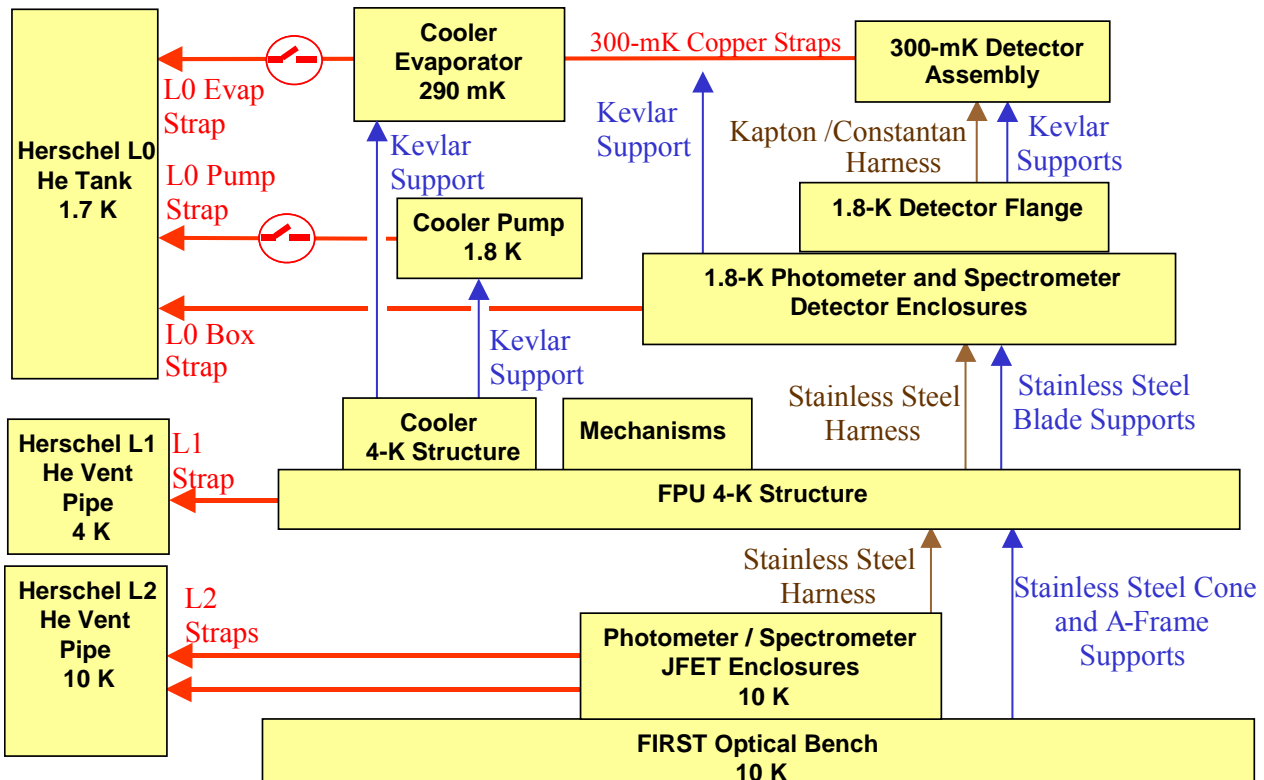 Cooler
Evaporator
290 mK
300-mK Copper Straps
300-mK Detector
Assembly
L0 Evap
Strap
Kevlar
Support
Kevlar
Support
Kapton /Constantan
Harness
Kevlar
Supports
Herschel L0
He Tank
1.7 K
L0 Pump
Strap
Cooler Pump
1.8 K
1.8-K Detector Flange
1.8-K Photometer and Spectrometer
Detector Enclosures
L0 Box
Strap
Kevlar
Support
Stainless Steel
Harness
Stainless Steel
Blade Supports
Cooler
4-K Structure
Mechanisms
Herschel L1
He Vent
Pipe
4 K
L1
Strap
FPU 4-K Structure
Stainless Steel
Harness
Stainless Steel Cone
and A-Frame
Supports
Herschel L2
He Vent
Pipe
10 K
L2
Straps
Photometer / Spectrometer
JFET Enclosures
10 K
FIRST Optical Bench
10 K